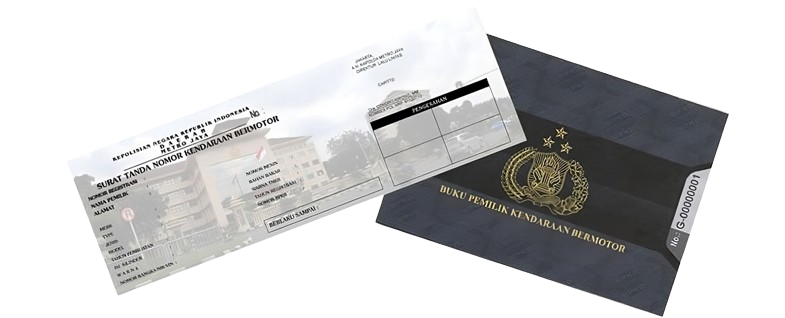 KEPOLISIAN NEGARA REPUBLIK INDONESIA
DAERAH
METRO JAYA
No.
SURAT TANDA NOMOR KENDARAAN BERMOTOR
NOMOR REGISTRASI
NAMA PEMILIK
ALAMAT
MERK
TYPE
JENIS
MODEL
TAHUN PEMBUATAN
ISI SILINDER
WARNA
NOMOR RANGKA/NIK/VIN :
NOMOR MESIN
BAHAN BAKAR
WARNA TNKB
TAHUN REGISTRASI :
NOMOR BPKB :
BERLAKU SAMPAI :
JAKARTA,
A.N KAPOLDA METRO JAYA
DIREKTUR LALU LINTAS
PENGESAHAN
BUKU PEMILIK KENDARAAN BERMOTOR
No.: G-00000001